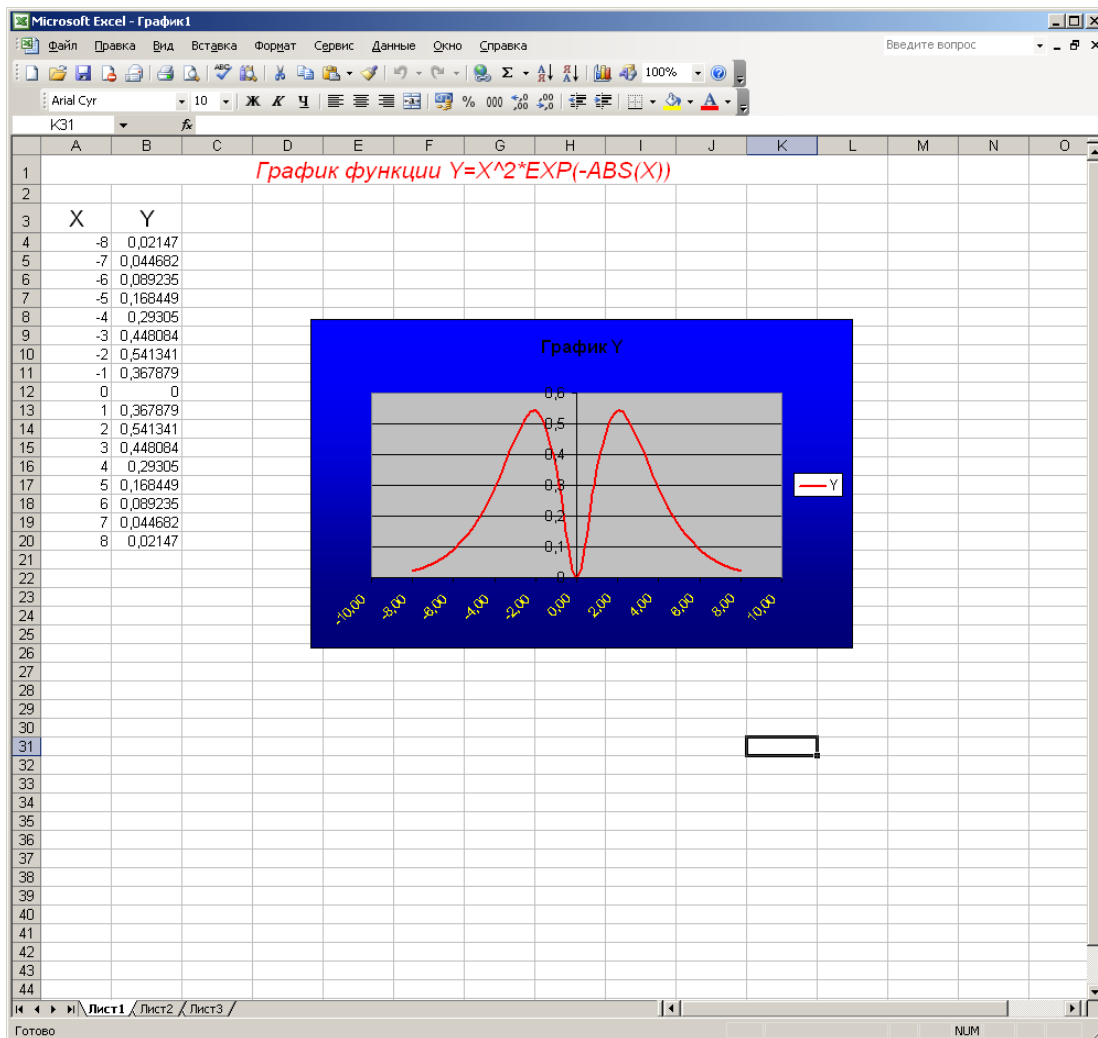 Microsoft Excel - График1
Файл Правка Вид Вставка Формат Сервис Данные Окно Справка Введите вопрос
100%
Arial Cyr 10 Ж К Ч % 000
K31 fx
A B C D E F G H I J K L M N O
1 График функции Y=X^2*EXP(-ABS(X))
2
3 X Y
4 -8 0,02147
5 -7 0,044682
6 -6 0,089235
7 -5 0,168449
8 -4 0,29305
9 -3 0,448084
10 -2 0,541341
11 -1 0,367879
12 0 0
13 1 0,367879
14 2 0,541341
15 3 0,448084
16 4 0,29305
17 5 0,168449
18 6 0,089235
19 7 0,044682
20 8 0,02147
21
22
23
24
25
26
27
28
29
30
31
32
33
34
35
36
37
38
39
40
41
42
43
44
График Y
0,6
0,5
0,4
0,3
0,2
0,1
0
-10,00 -8,00 -6,00 -4,00 -2,00 0,00 2,00 4,00 6,00 8,00 10,00
Y
Лист1 Лист2 Лист3
Готово NUM